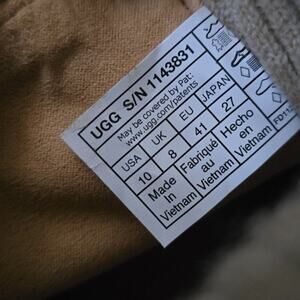 UGG S/N 1143831
May be covered by Pat:
www.ugg.com/patents
USA UK EU JAPAN
10 8 41 27
Made in Vietnam
Fabriqué au Vietnam
Hecho en Vietnam